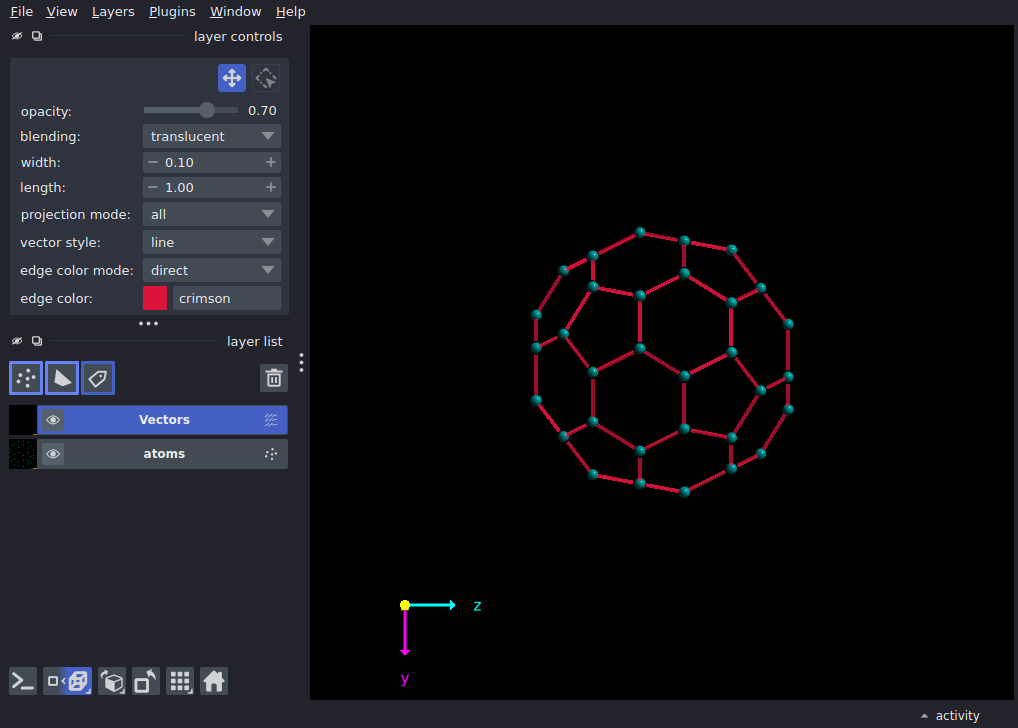 File View Layers Plugins Window Help
layer controls
opacity: 0.70
blending: translucent
width: − 0.10 +
length: − 1.00 +
projection mode: all
vector style: line
edge color mode: direct
edge color: crimson
layer list
Vectors
atoms
z
y
activity